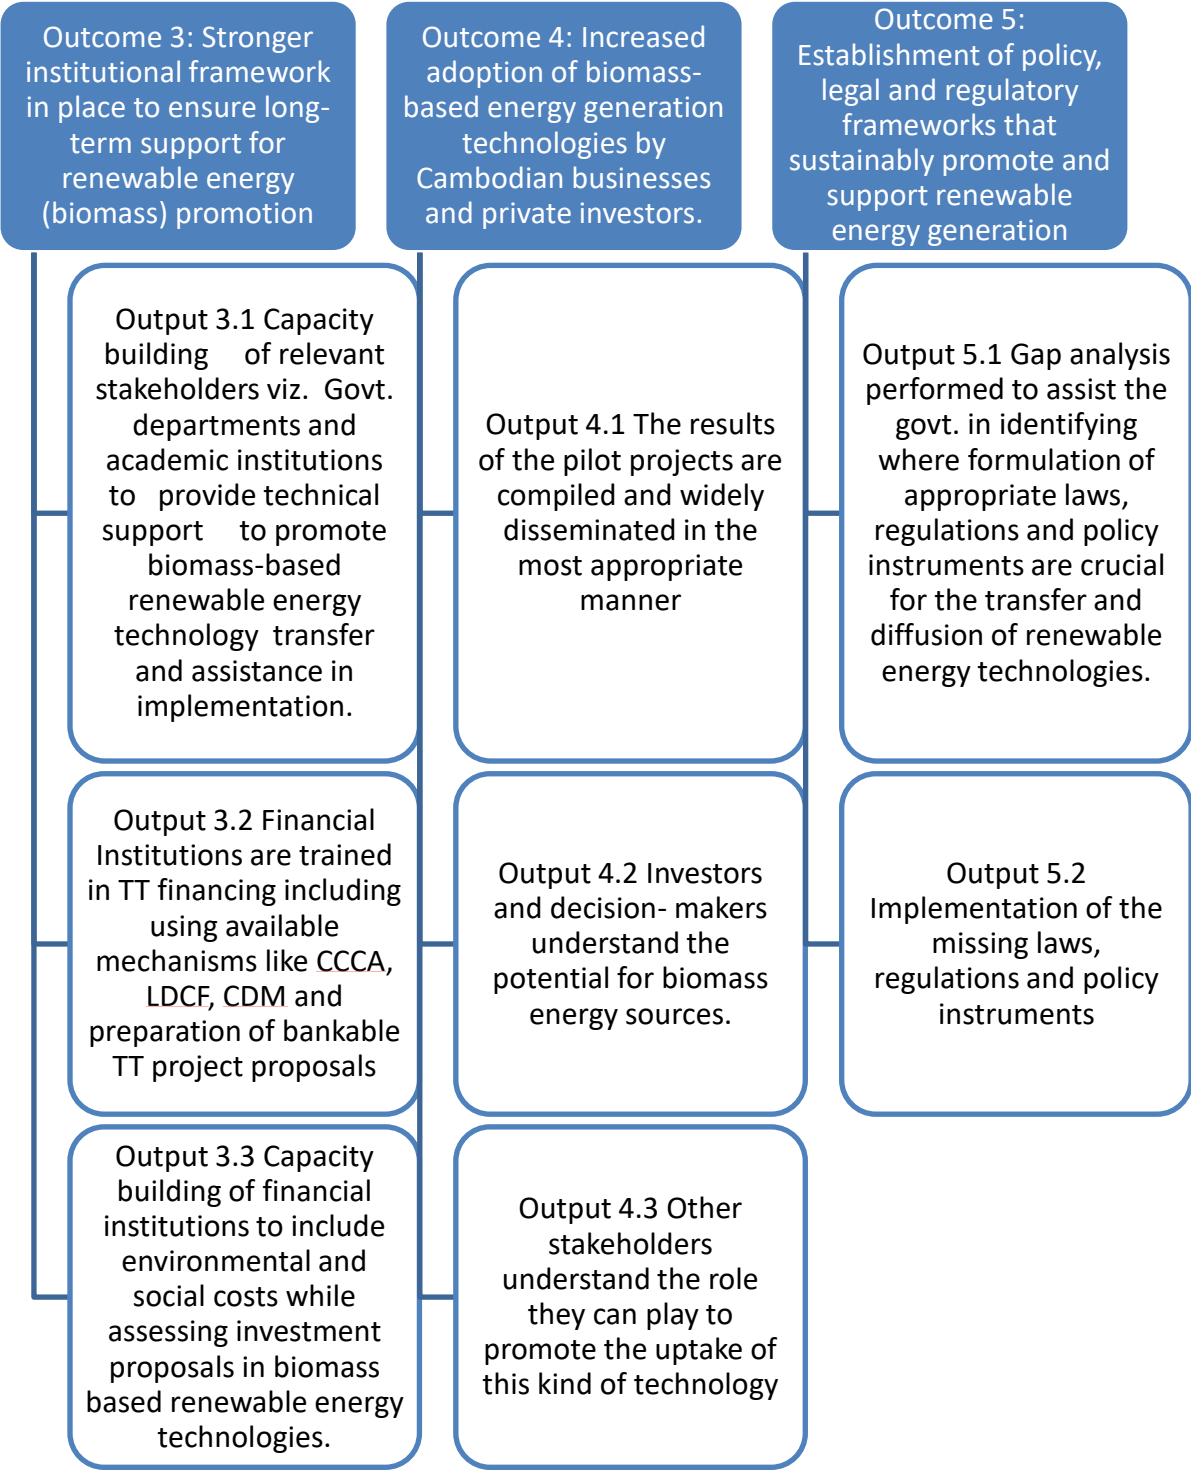 Outcome 3: Stronger
institutional framework
in place to ensure long-
term support for
renewable energy
(biomass) promotion
Output 3.1 Capacity
building of relevant
stakeholders viz. Govt.
departments and
academic institutions
to provide technical
support to promote
biomass-based
renewable energy
technology transfer
and assistance in
implementation.
Output 3.2 Financial
Institutions are trained
in TT financing including
using available
mechanisms like CCCA,
LDCF, CDM and
preparation of bankable
TT project proposals
Output 3.3 Capacity
building of financial
institutions to include
environmental and
social costs while
assessing investment
proposals in biomass
based renewable energy
technologies.
Outcome 4: Increased
adoption of biomass-
based energy generation
technologies by
Cambodian businesses
and private investors.
Output 4.1 The results
of the pilot projects are
compiled and widely
disseminated in the
most appropriate
manner
Output 4.2 Investors
and decision- makers
understand the
potential for biomass
energy sources.
Output 4.3 Other
stakeholders
understand the role
they can play to
promote the uptake of
this kind of technology
Outcome 5:
Establishment of policy,
legal and regulatory
frameworks that
sustainably promote and
support renewable
energy generation
Output 5.1 Gap analysis
performed to assist the
govt. in identifying
where formulation of
appropriate laws,
regulations and policy
instruments are crucial
for the transfer and
diffusion of renewable
energy technologies.
Output 5.2
Implementation of the
missing laws,
regulations and policy
instruments